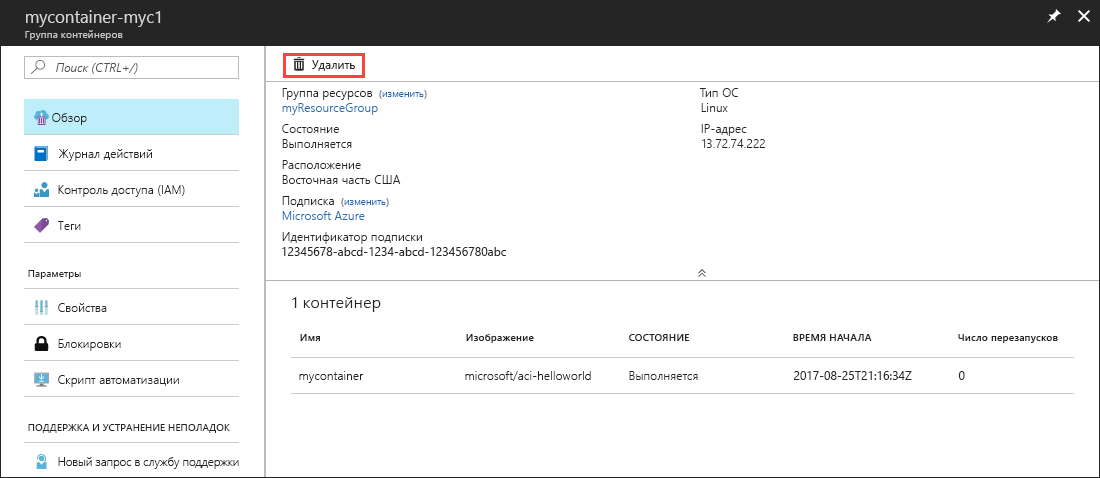 mycontainer-myc1
Группа контейнеров
Поиск (CTRL+/)
Обзор
Журнал действий
Контроль доступа (IAM)
Теги
Параметры
Свойства
Блокировки
Скрипт автоматизации
ПОДДЕРЖКА И УСТРАНЕНИЕ НЕПОЛАДОК
Новый запрос в службу поддержки
Удалить
Группа ресурсов (изменить)
myResourceGroup
Состояние
Выполняется
Расположение
Восточная часть США
Подписка (изменить)
Microsoft Azure
Идентификатор подписки
12345678-abcd-1234-abcd-123456780abc
Тип ОС
Linux
IP-адрес
13.72.74.222
1 контейнер
Имя Изображение СОСТОЯНИЕ ВРЕМЯ НАЧАЛА Число перезапусков
mycontainer microsoft/aci-helloworld Выполняется 2017-08-25T21:16:34Z 0